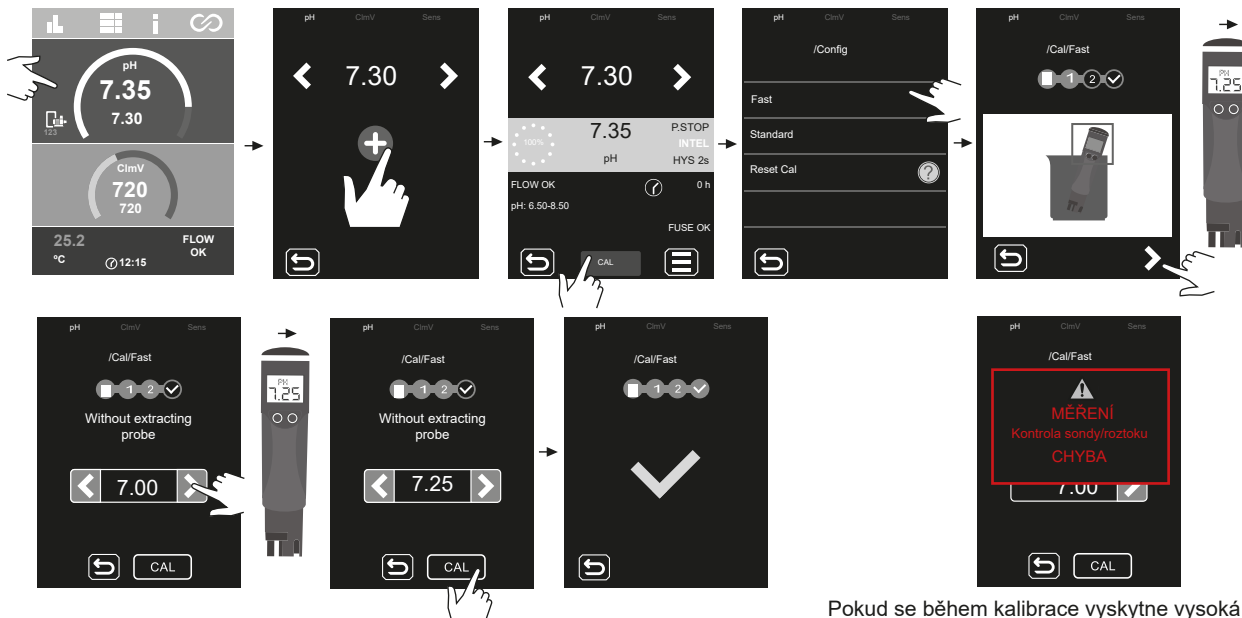 pH
7.35
7.30
123
ClmV
720
720
25.2
ºC
12:15
FLOW
OK
pH ClmV Sens
7.30
pH ClmV Sens
7.30
100%
7.35
pH
P.STOP
INTEL
HYS 2s
FLOW OK
0 h
pH: 6.50-8.50
FUSE OK
CAL
pH ClmV Sens
/Config
Fast
Standard
Reset Cal
?
pH ClmV Sens
/Cal/Fast
1 2
PH
7.25
pH ClmV Sens
/Cal/Fast
1 2
Without extracting
probe
7.00
CAL
PH
7.25
pH ClmV Sens
/Cal/Fast
1 2
Without extracting
probe
7.25
CAL
pH ClmV Sens
/Cal/Fast
1 2
pH ClmV Sens
/Cal/Fast
MĚŘENÍ
Kontrola sondy/roztoku
CHYBA
7.00
CAL
Pokud se během kalibrace vyskytne vysoká